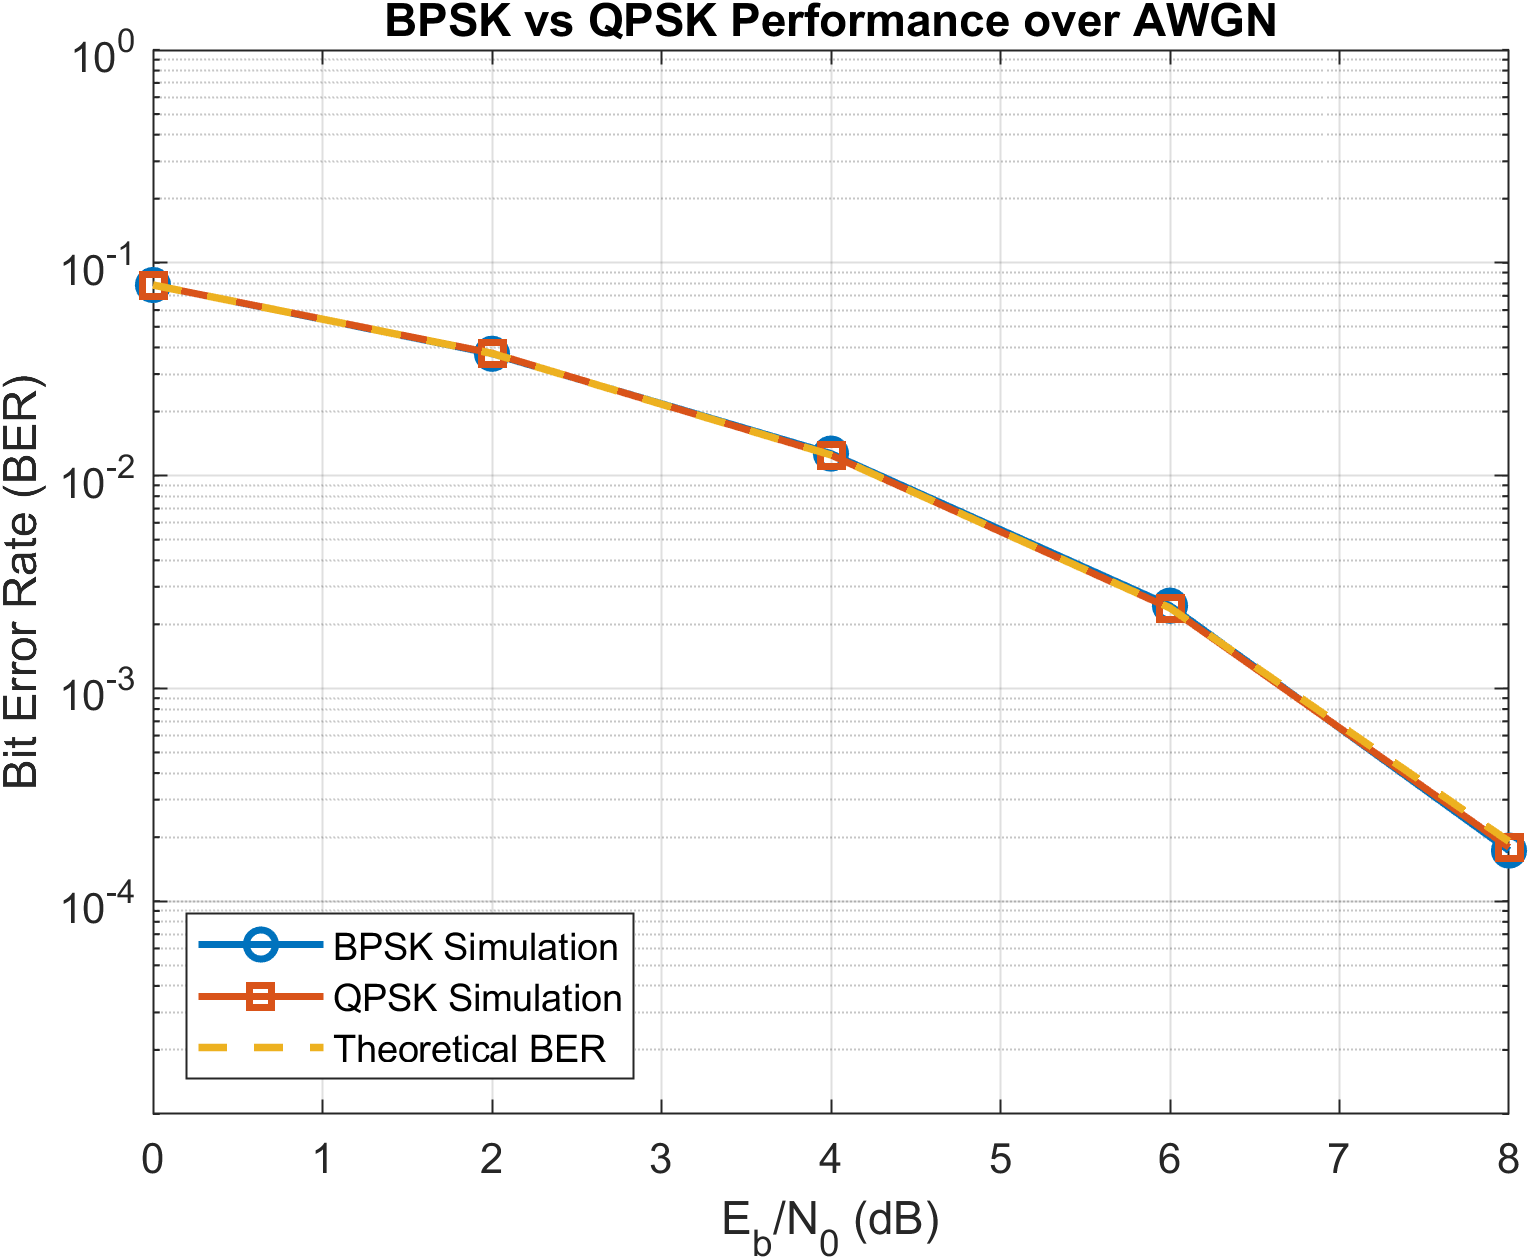 BPSK vs QPSK Performance over AWGN
10^0
10^-1
10^-2
10^-3
10^-4
Bit Error Rate (BER)
BPSK Simulation
QPSK Simulation
Theoretical BER
0 1 2 3 4 5 6 7 8
E_b/N_0 (dB)